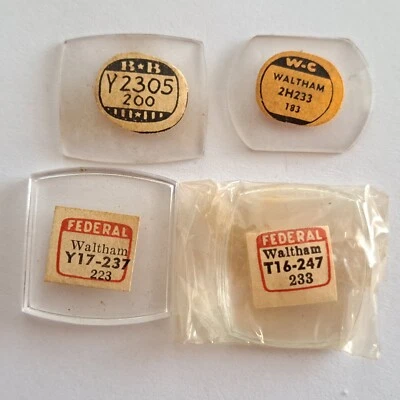 B★B
Y2305
200
W-C
WALTHAM
2H233
183
FEDERAL
Waltham
Y17-237
223
FEDERAL
Waltham
T16-247
233